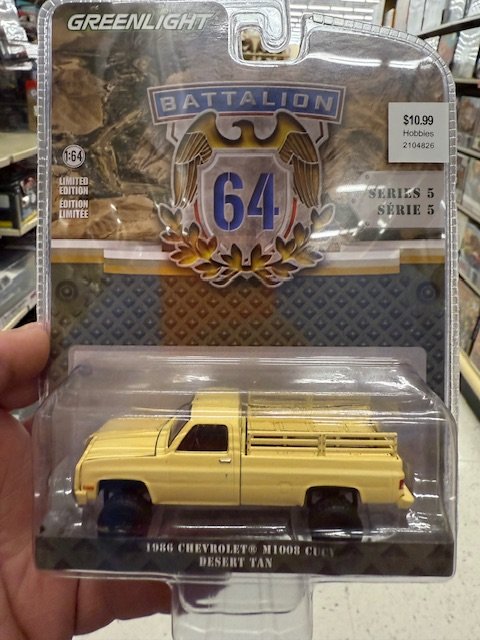 GREENLIGHT
BATTALION
64
$10.99
Hobbies
2104826
1:64
LIMITED
EDITION
ÉDITION
LIMITÉE
SERIES 5
SÉRIE 5
1986 CHEVROLET® M1008 CUCV
DESERT TAN